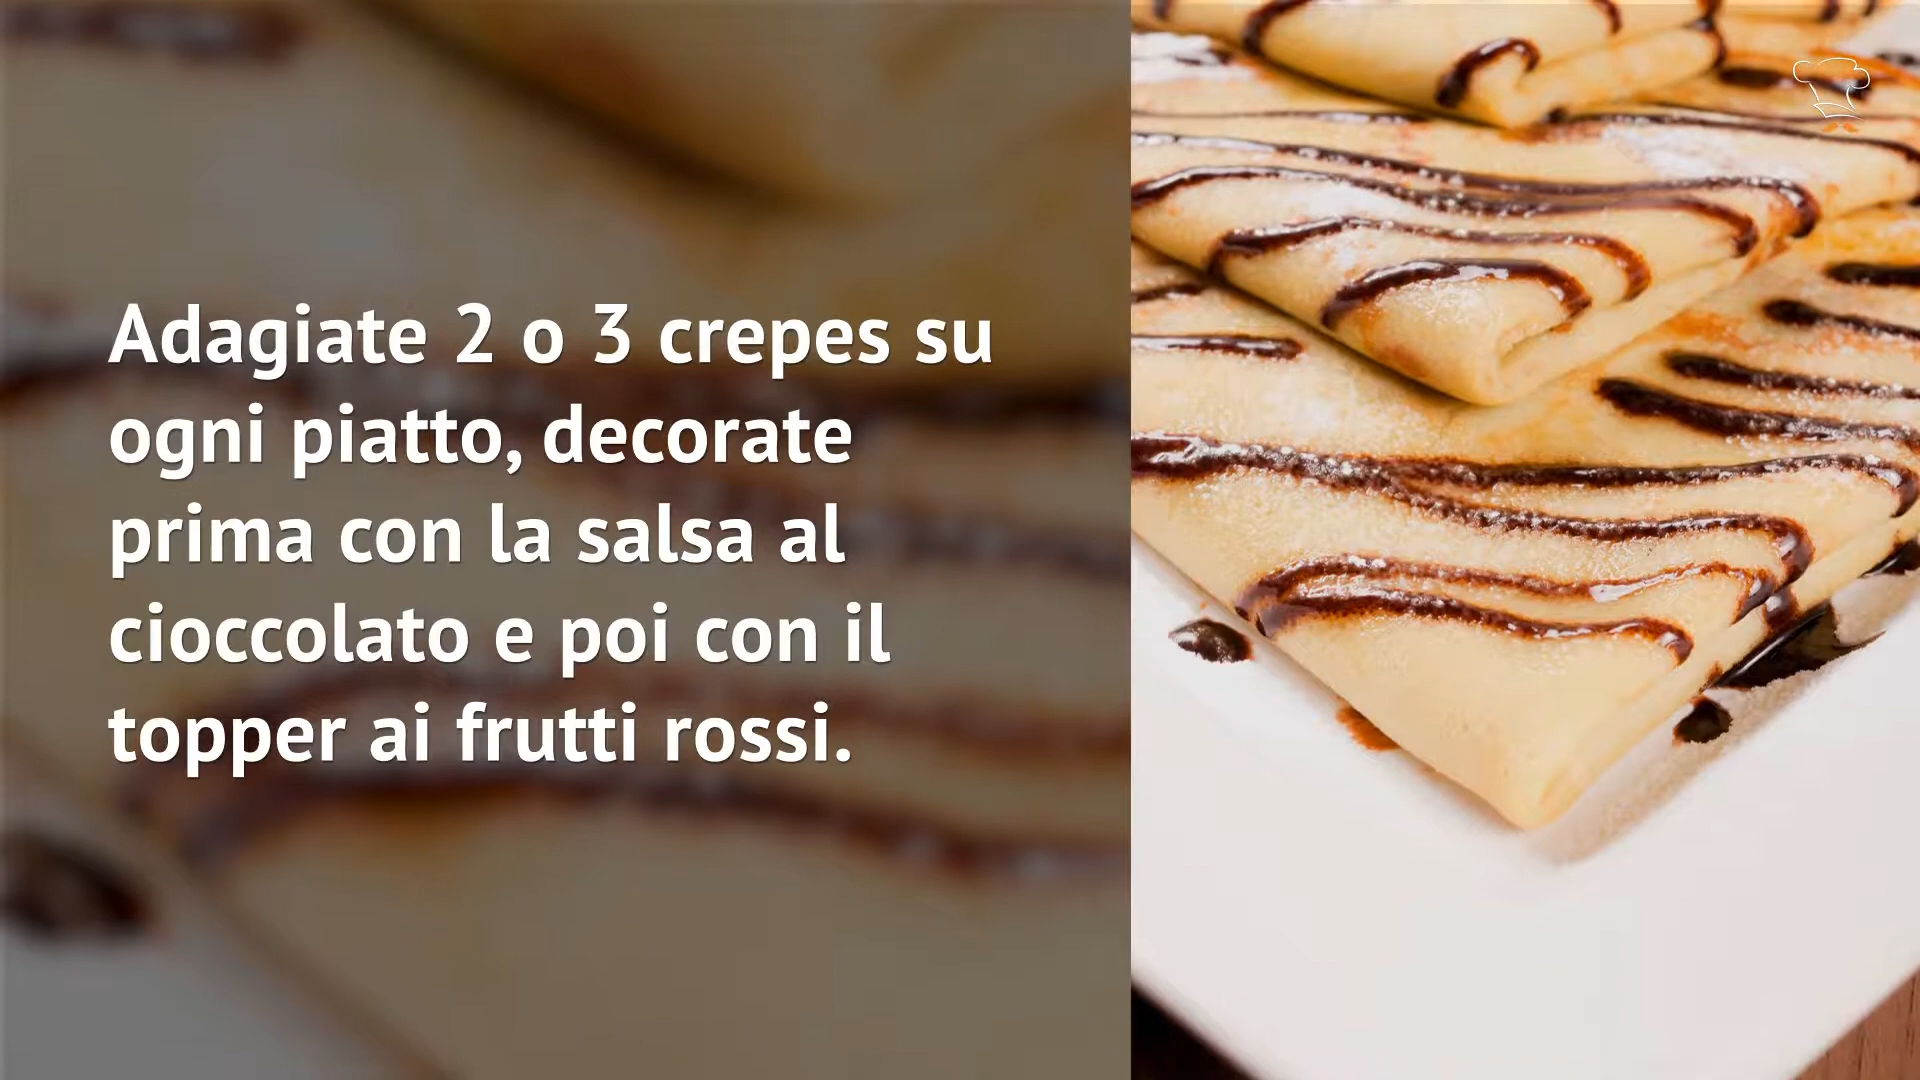 Adagiate 2 o 3 crepes su
ogni piatto, decorate
prima con la salsa al
cioccolato e poi con il
topper ai frutti rossi.